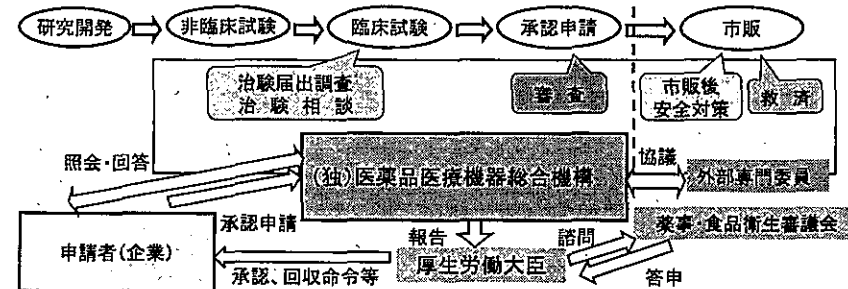 研究開発
非臨床試験
臨床試験
承認申請
市販
治験届出調査
治験相談
審査
市販後
安全対策
救済
照会・回答
(独)医薬品医療機器総合機構
協議
外部専門委員
承認申請
報告
諮問
薬事・食品衛生審議会
申請者(企業)
厚生労働大臣
承認、回収命令等
答申